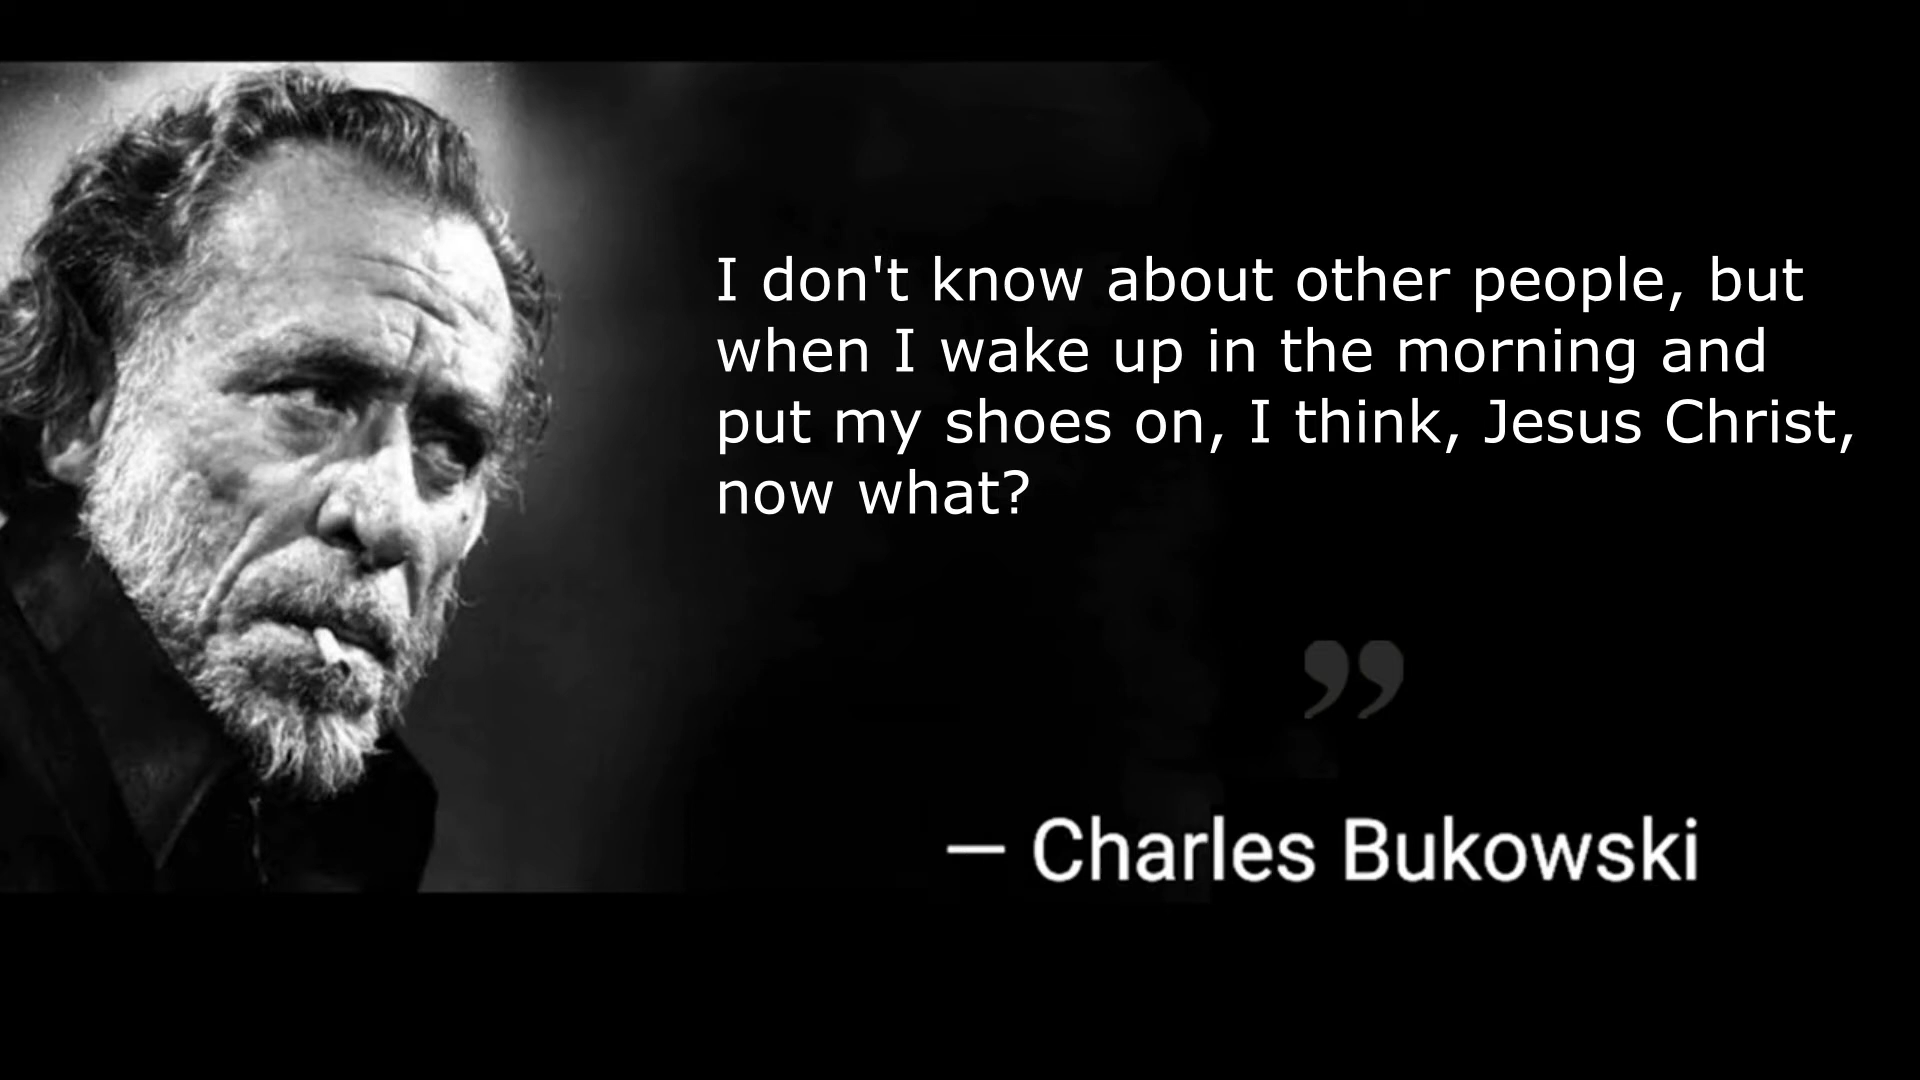 I don't know about other people, but
when I wake up in the morning and
put my shoes on, I think, Jesus Christ,
now what?
”
— Charles Bukowski